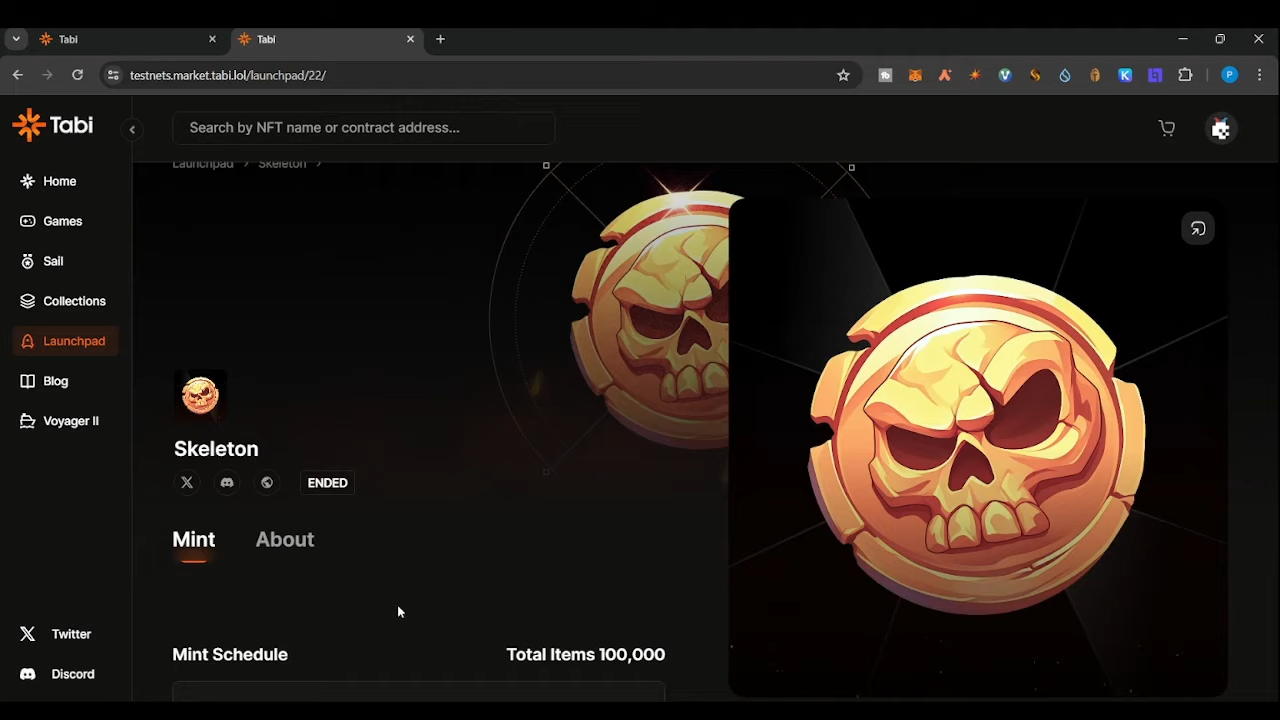 Tabi
Tabi
testnets.market.tabi.lol/launchpad/22/
Tabi
Search by NFT name or contract address...
Launchpad
Skeleton
Home
Games
Sail
Collections
Launchpad
Blog
Voyager II
Skeleton
ENDED
Mint
About
Mint Schedule
Total Items 100,000
Twitter
Discord